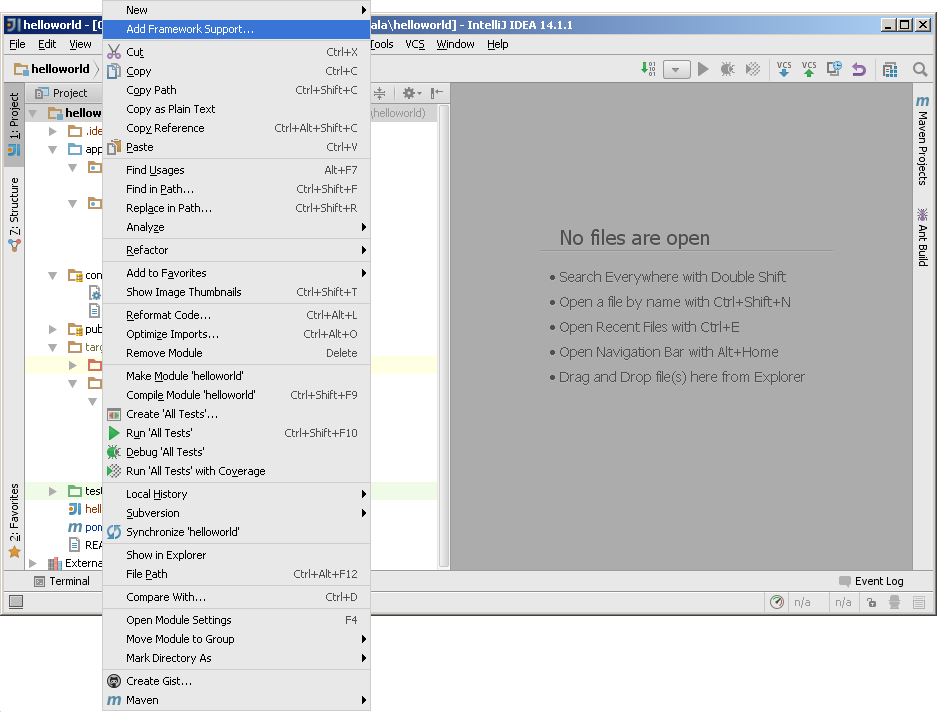 helloworld - [
ala\helloworld] - IntelliJ IDEA 14.1.1
File Edit View
Tools VCS Window Help
helloworld
VCS VCS
1: Project
7: Structure
2: Favorites
Project
hellow
\helloworld)
.ide
app
con
pub
targ
test
hell
pon
REA
Externa
New
Add Framework Support...
Cut Ctrl+X
Copy Ctrl+C
Copy Path Ctrl+Shift+C
Copy as Plain Text
Copy Reference Ctrl+Alt+Shift+C
Paste Ctrl+V
Find Usages Alt+F7
Find in Path... Ctrl+Shift+F
Replace in Path... Ctrl+Shift+R
Analyze
Refactor
Add to Favorites
Show Image Thumbnails Ctrl+Shift+T
Reformat Code... Ctrl+Alt+L
Optimize Imports... Ctrl+Alt+O
Remove Module Delete
Make Module 'helloworld'
Compile Module 'helloworld' Ctrl+Shift+F9
Create 'All Tests'...
Run 'All Tests' Ctrl+Shift+F10
Debug 'All Tests'
Run 'All Tests' with Coverage
Local History
Subversion
Synchronize 'helloworld'
Show in Explorer
File Path Ctrl+Alt+F12
Compare With... Ctrl+D
Open Module Settings F4
Move Module to Group
Mark Directory As
Create Gist...
Maven
No files are open
• Search Everywhere with Double Shift
• Open a file by name with Ctrl+Shift+N
• Open Recent Files with Ctrl+E
• Open Navigation Bar with Alt+Home
• Drag and Drop file(s) here from Explorer
Maven Projects
Ant Build
Terminal
Event Log
n/a n/a